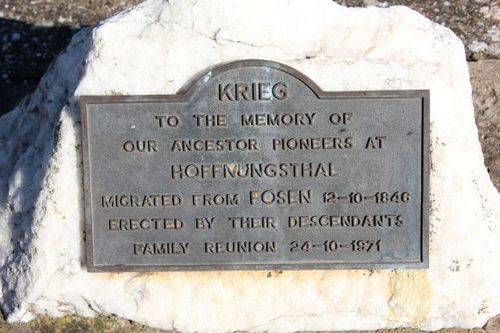 KRIEG
TO THE MEMORY OF
OUR ANCESTOR PIONEERS AT
HOFFNUNGSTHAL
MIGRATED FROM POSEN 12-10-1846
ERECTED BY THEIR DESCENDANTS
FAMILY REUNION 24-10-1971